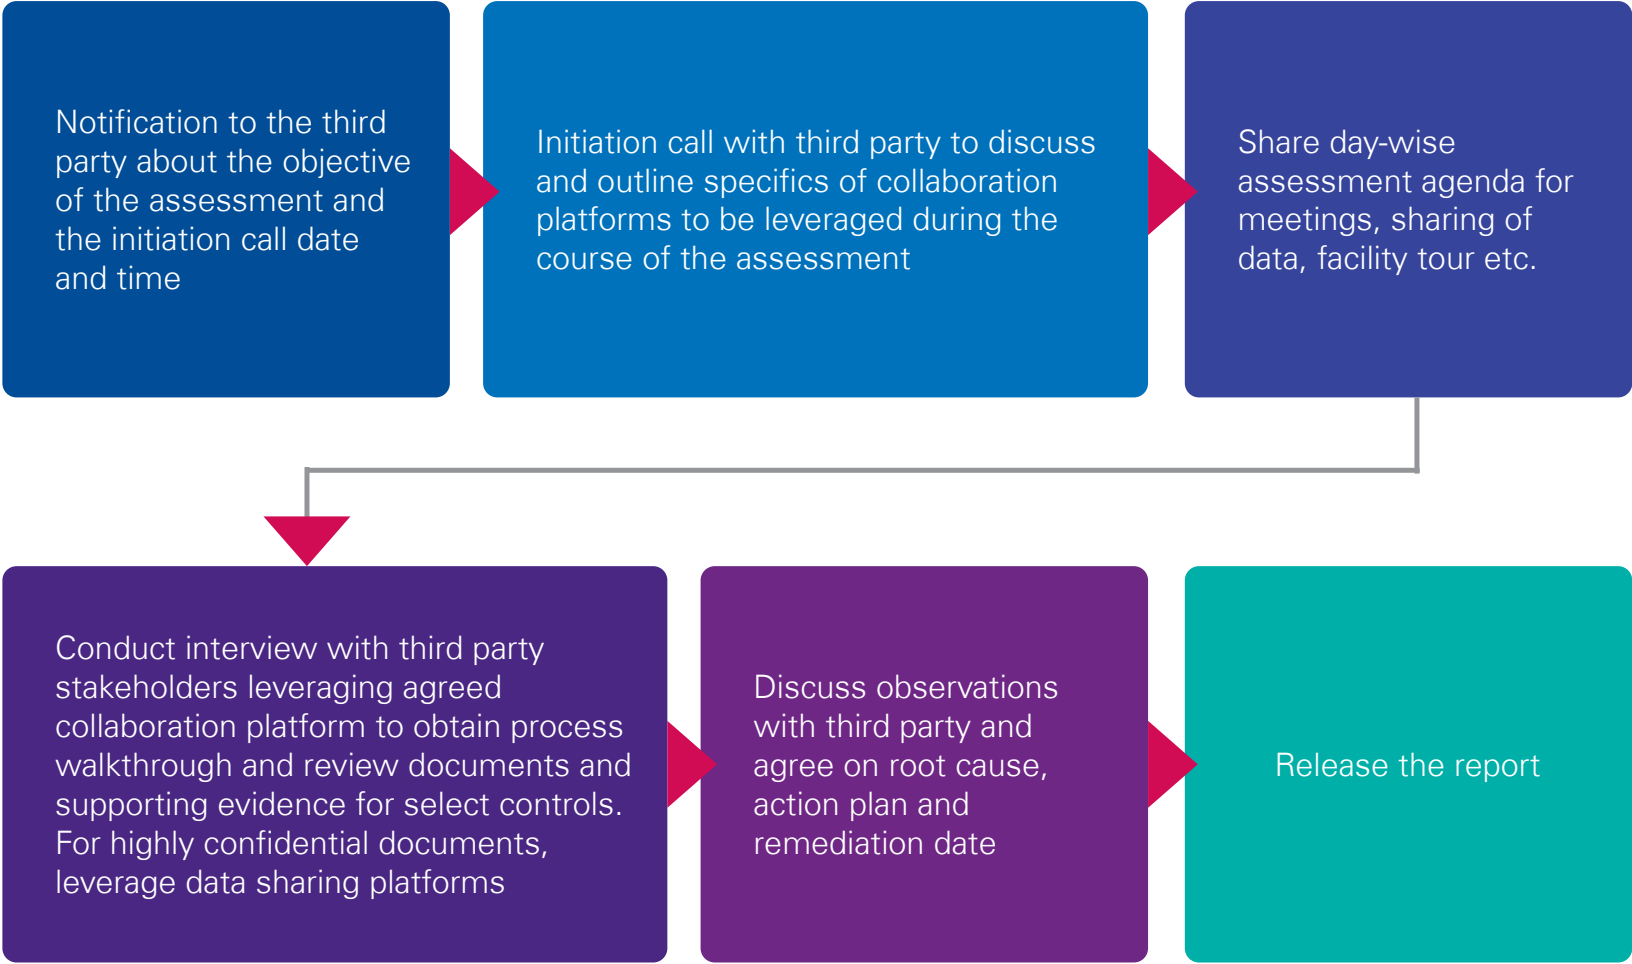 Notification to the third
party about the objective
of the assessment and
the initiation call date
and time
Initiation call with third party to discuss
and outline specifics of collaboration
platforms to be leveraged during the
course of the assessment
Share day-wise
assessment agenda for
meetings, sharing of
data, facility tour etc.
Conduct interview with third party
stakeholders leveraging agreed
collaboration platform to obtain process
walkthrough and review documents and
supporting evidence for select controls.
For highly confidential documents,
leverage data sharing platforms
Discuss observations
with third party and
agree on root cause,
action plan and
remediation date
Release the report